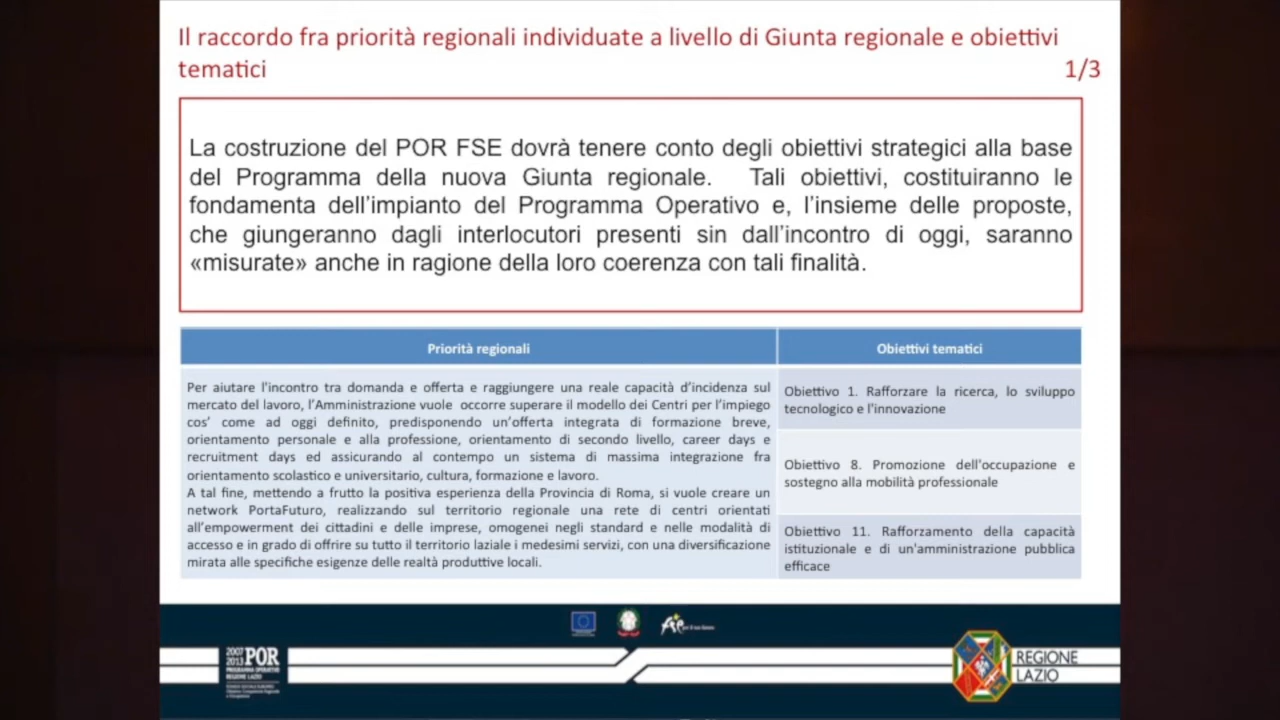 Il raccordo fra priorità regionali individuate a livello di Giunta regionale e obiettivi
tematici 1/3
La costruzione del POR FSE dovrà tenere conto degli obiettivi strategici alla base
del Programma della nuova Giunta regionale. Tali obiettivi, costituiranno le
fondamenta dell'impianto del Programma Operativo e, l'insieme delle proposte,
che giungeranno dagli interlocutori presenti sin dall'incontro di oggi, saranno
«misurate» anche in ragione della loro coerenza con tali finalità.
Priorità regionali
Per aiutare l'incontro tra domanda e offerta e raggiungere una reale capacità d'incidenza sul
mercato del lavoro, l'Amministrazione vuole occorre superare il modello dei Centri per l'impiego
cos' come ad oggi definito, predisponendo un'offerta integrata di formazione breve,
orientamento personale e alla professione, orientamento di secondo livello, career days e
recruitment days ed assicurando al contempo un sistema di massima integrazione fra
orientamento scolastico e universitario, cultura, formazione e lavoro.
A tal fine, mettendo a frutto la positiva esperienza della Provincia di Roma, si vuole creare un
network PortaFuturo, realizzando sul territorio regionale una rete di centri orientati
all'empowerment dei cittadini e delle imprese, omogenei negli standard e nelle modalità di
accesso e in grado di offrire su tutto il territorio laziale i medesimi servizi, con una diversificazione
mirata alle specifiche esigenze delle realtà produttive locali.
Obiettivi tematici
Obiettivo 1. Rafforzare la ricerca, lo sviluppo
tecnologico e l'innovazione
Obiettivo 8. Promozione dell'occupazione e
sostegno alla mobilità professionale
Obiettivo 11. Rafforzamento della capacità
istituzionale e di un'amministrazione pubblica
efficace
2007
2013 POR
PROGRAMMA OPERATIVO
REGIONE LAZIO
REGIONE
LAZIO